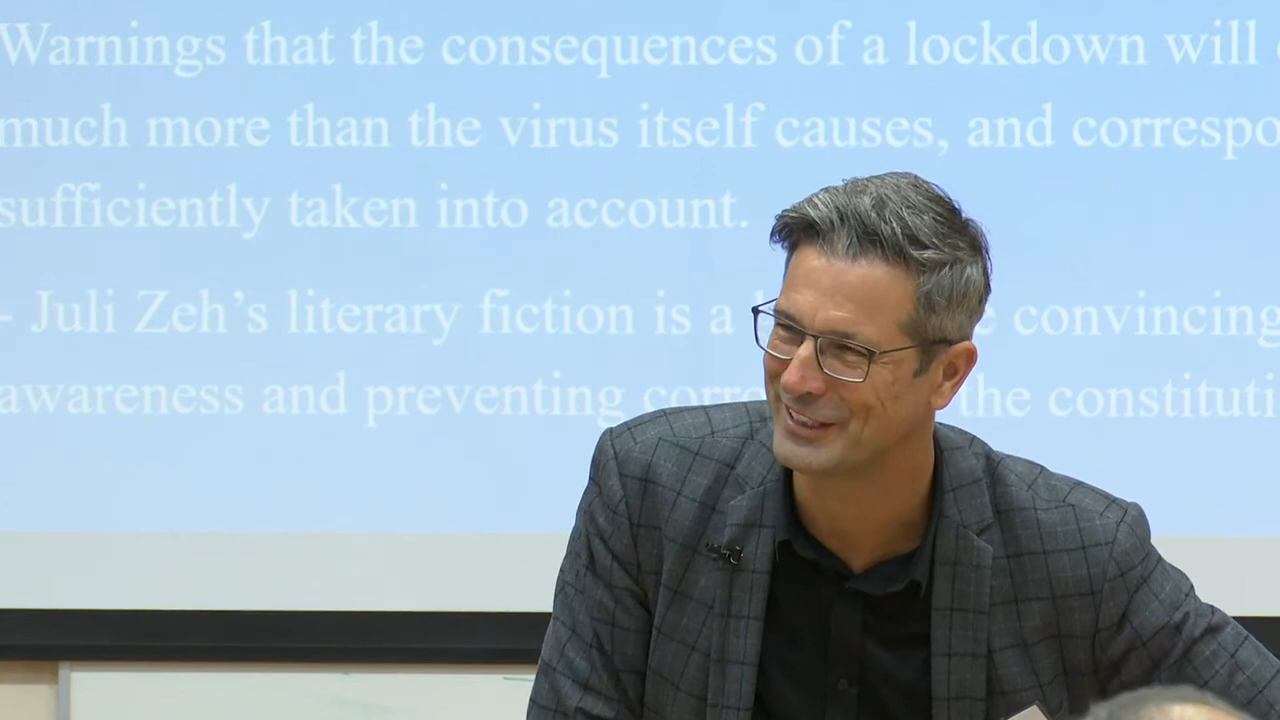 Warnings that the consequences of a lockdown will
much more than the virus itself causes, and correspo
sufficiently taken into account.
- Juli Zeh's literary fiction is a convincing
awareness and preventing the constituti